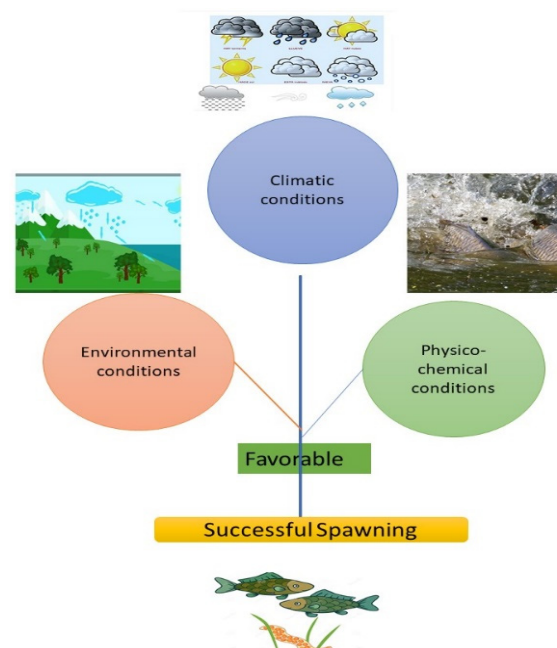 Climatic
conditions
Environmental
conditions
Physico-
chemical
conditions
Favorable
Successful Spawning